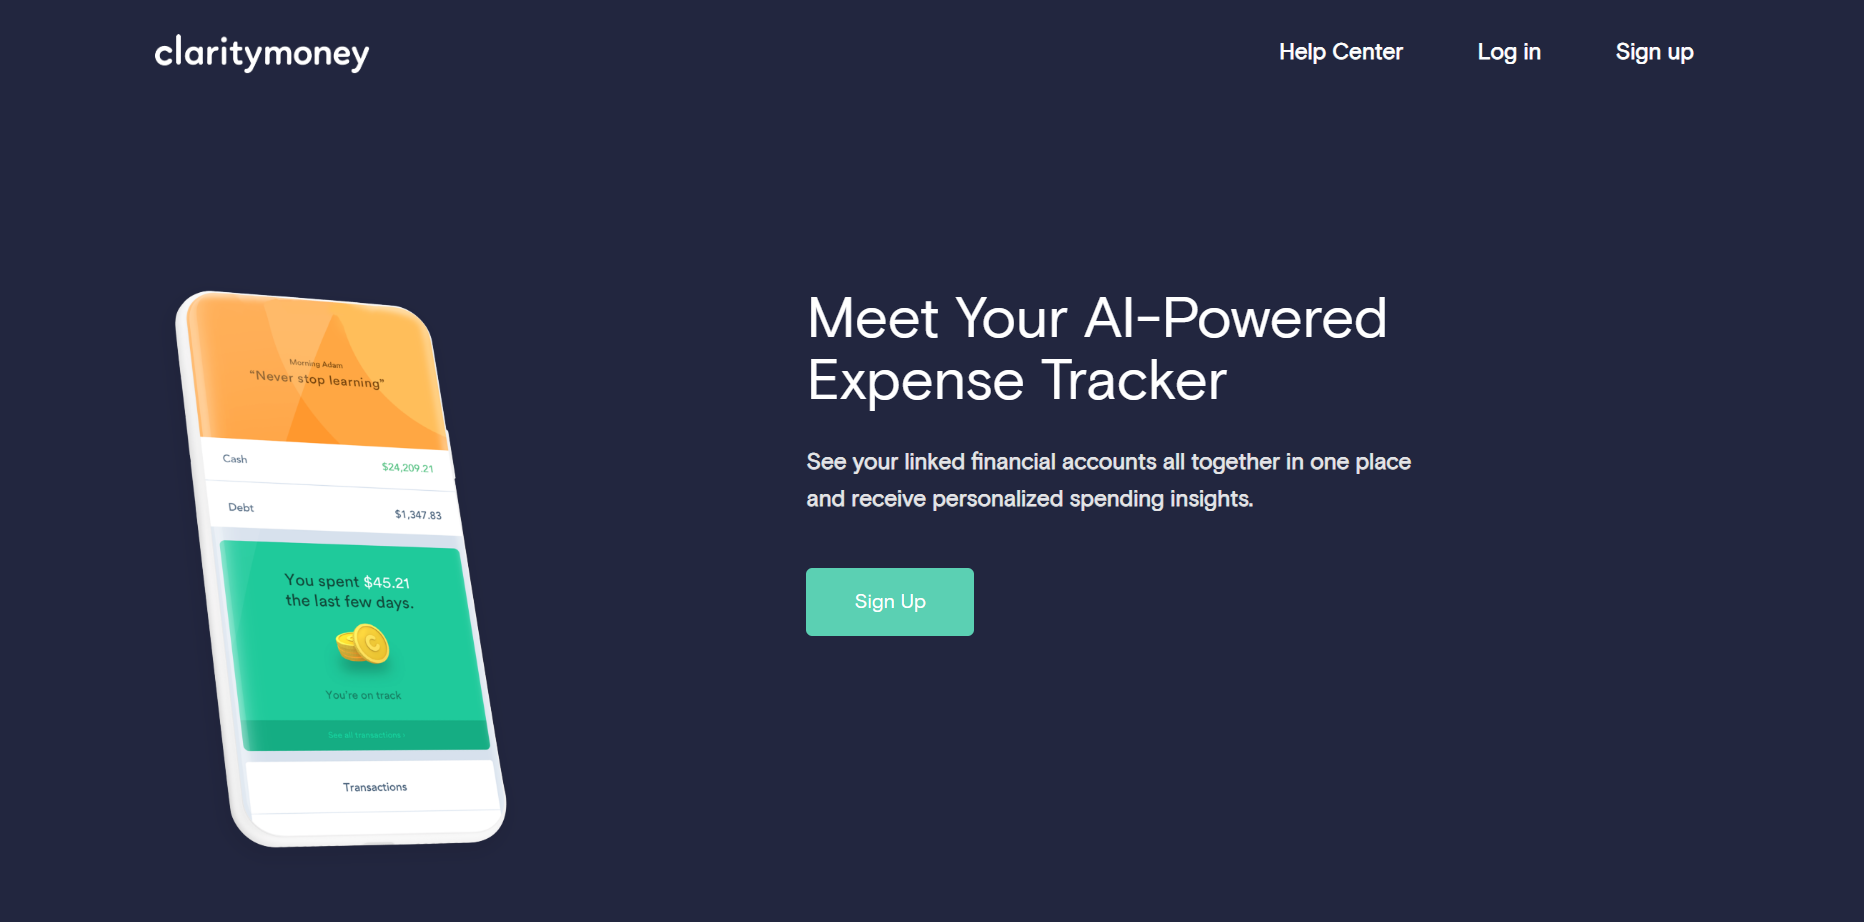 claritymoney
Help Center
Log in
Sign up
Morning Adam
"Never stop learning"
Cash
$24,209.21
Debt
$1,347.83
You spent $45.21
the last few days.
C
You're on track
See all transactions ›
Transactions
Meet Your AI-Powered
Expense Tracker
See your linked financial accounts all together in one place
and receive personalized spending insights.
Sign Up